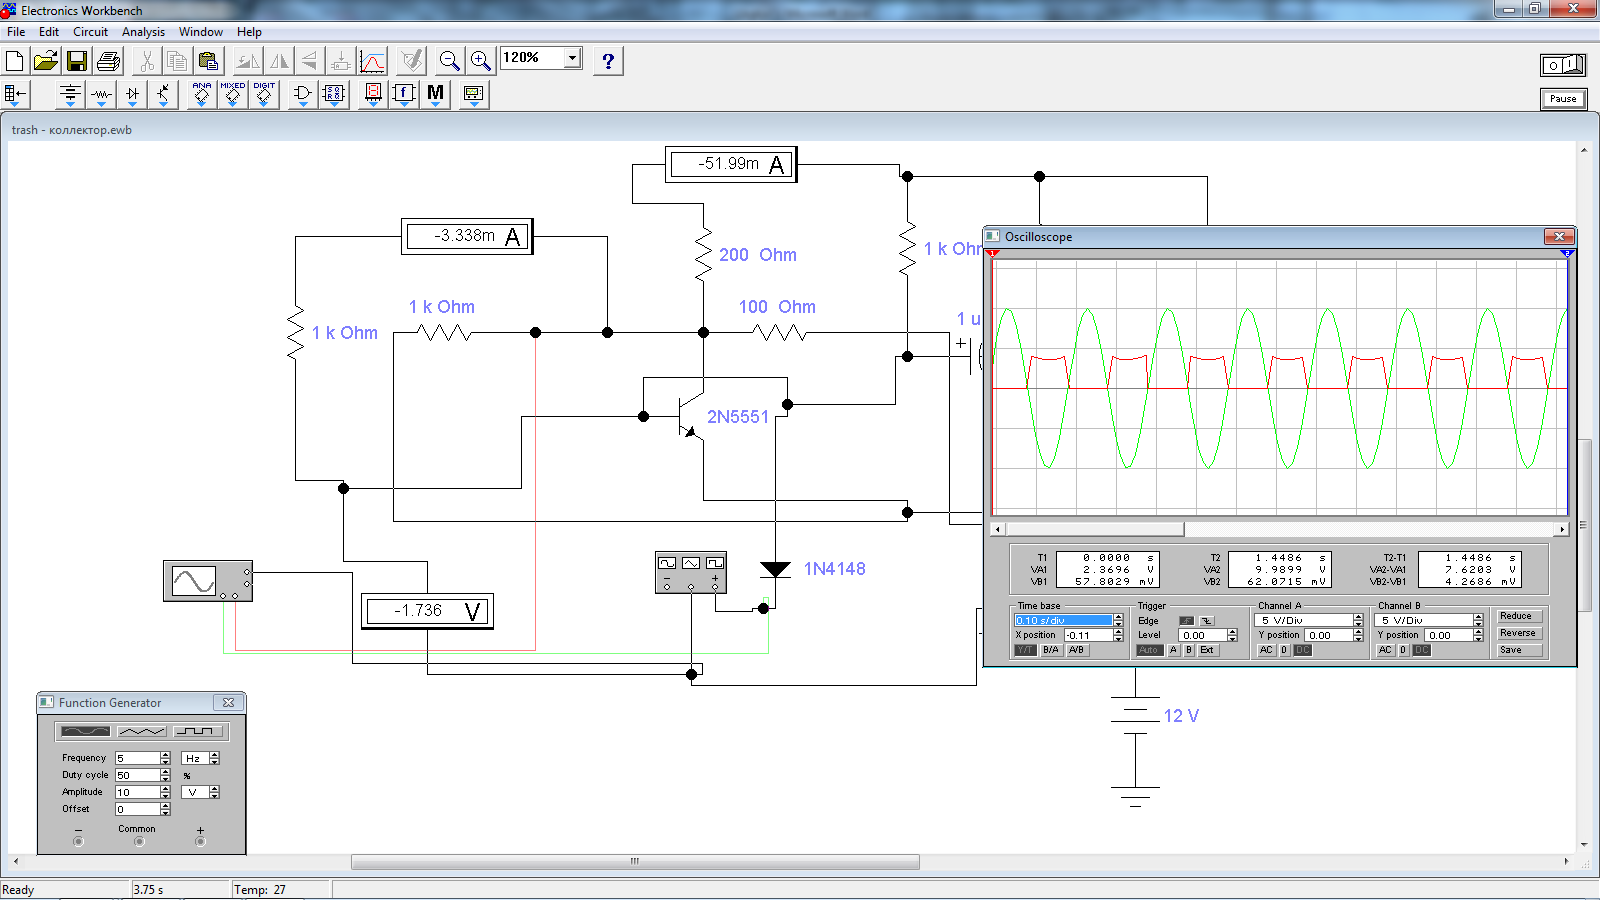 Electronics Workbench
File Edit Circuit Analysis Window Help
120%
?
ANA MIXED DIGIT
f M
Pause
trash - коллектор.ewb
-51.99m A
-3.338m A
200 Ohm
1 k Ohm
1 k Ohm
100 Ohm
1 k Ohm
1 u
+
2N5551
1N4148
-1.736 V
12 V
Oscilloscope
T1 0.0000 s T2 1.4486 s T2-T1 1.4486 s
VA1 2.3696 V VA2 9.9899 V VA2-VA1 7.6203 V
VB1 57.8029 mV VB2 62.0715 mV VB2-VB1 4.2686 mV
Time base Trigger Channel A Channel B Reduce
0.10 s/div Edge 5 V/Div 5 V/Div
X position -0.11 Level 0.00 Y position 0.00 Y position 0.00 Reverse
Y/T B/A A/B Auto A B Ext AC 0 DC AC 0 DC Save
Function Generator
Frequency 5 Hz
Duty cycle 50 %
Amplitude 10 V
Offset 0
− Common +
Ready 3.75 s Temp: 27